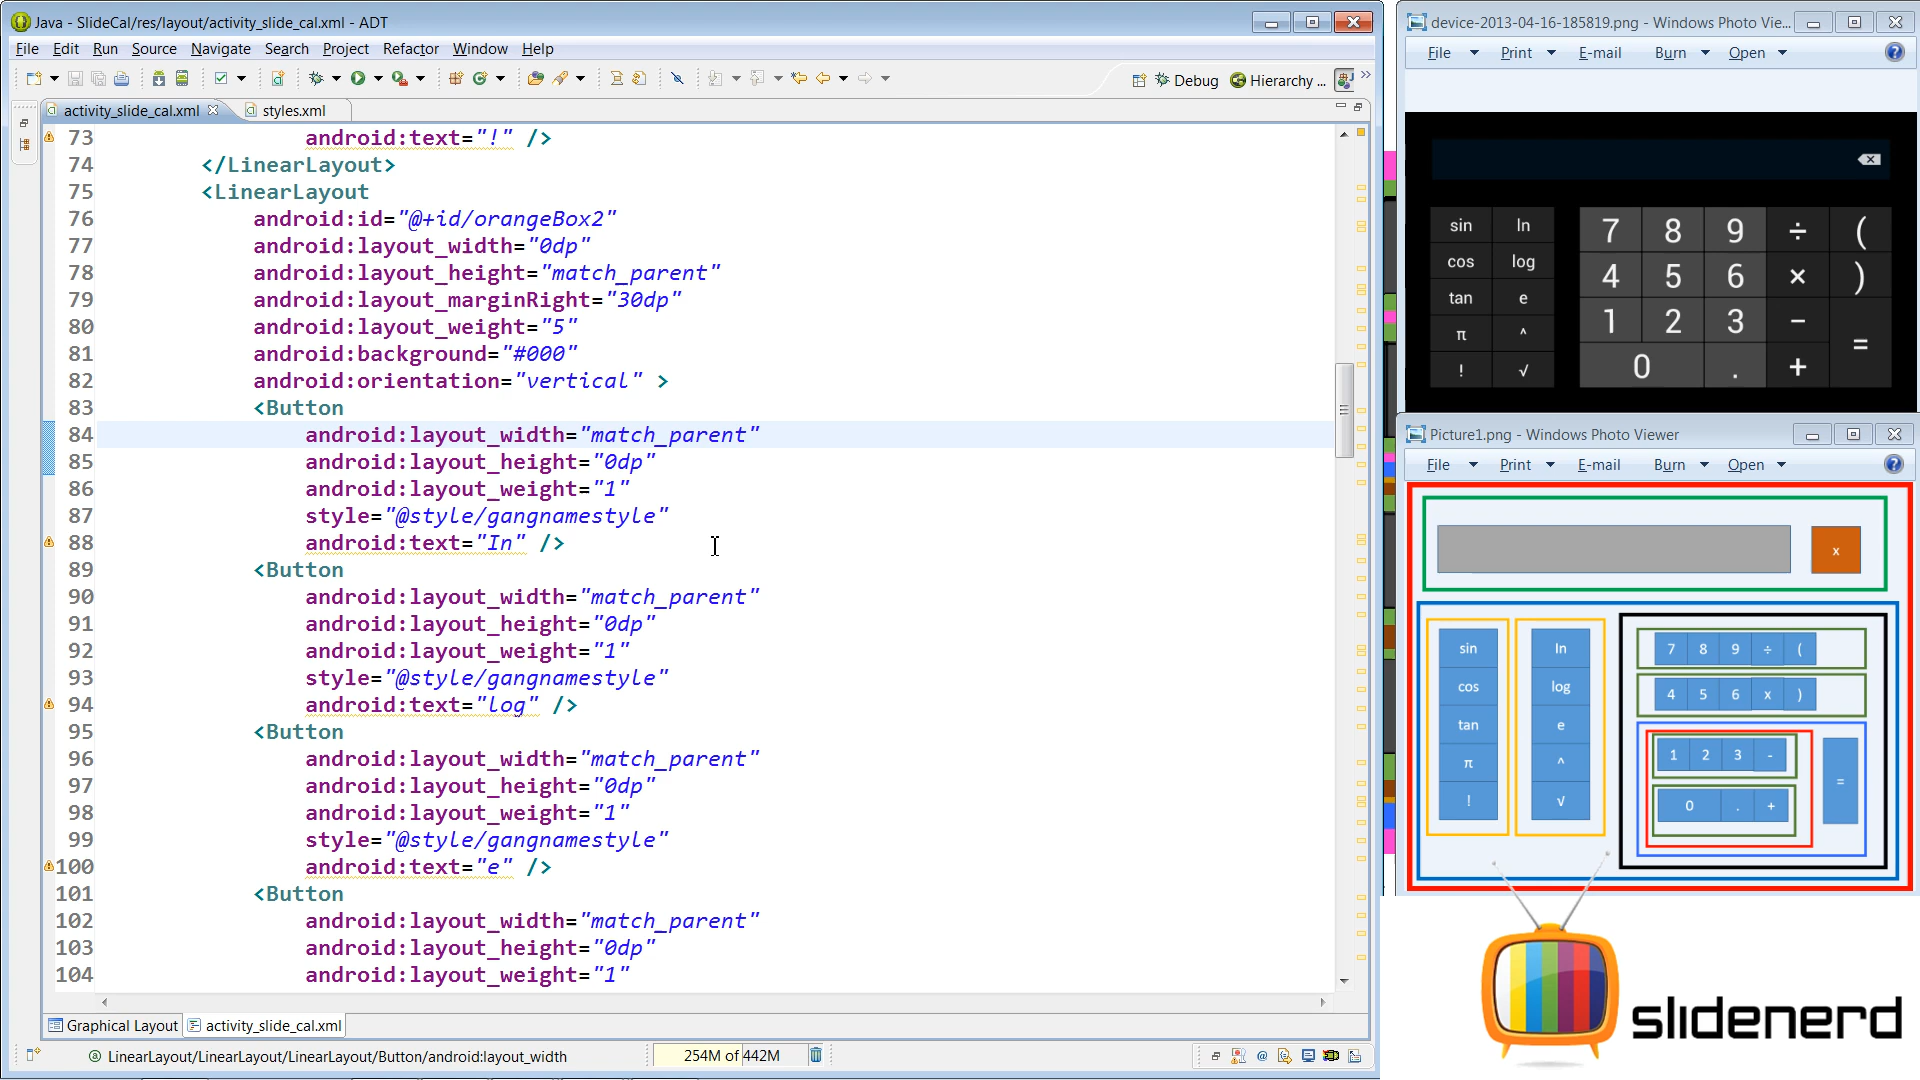 Java - SlideCal/res/layout/activity_slide_cal.xml - ADT
File Edit Run Source Navigate Search Project Refactor Window Help
Debug Hierarchy ...
activity_slide_cal.xml styles.xml
73 android:text="!" />
74 </LinearLayout>
75 <LinearLayout
76 android:id="@+id/orangeBox2"
77 android:layout_width="0dp"
78 android:layout_height="match_parent"
79 android:layout_marginRight="30dp"
80 android:layout_weight="5"
81 android:background="#000"
82 android:orientation="vertical" >
83 <Button
84 android:layout_width="match_parent"
85 android:layout_height="0dp"
86 android:layout_weight="1"
87 style="@style/gangnamestyle"
88 android:text="In" />
89 <Button
90 android:layout_width="match_parent"
91 android:layout_height="0dp"
92 android:layout_weight="1"
93 style="@style/gangnamestyle"
94 android:text="log" />
95 <Button
96 android:layout_width="match_parent"
97 android:layout_height="0dp"
98 android:layout_weight="1"
99 style="@style/gangnamestyle"
100 android:text="e" />
101 <Button
102 android:layout_width="match_parent"
103 android:layout_height="0dp"
104 android:layout_weight="1"
Graphical Layout activity_slide_cal.xml
LinearLayout/LinearLayout/LinearLayout/Button/android:layout_width 254M of 442M
device-2013-04-16-185819.png - Windows Photo Vie...
File Print E-mail Burn Open
sin ln 7 8 9 ÷ (
cos log 4 5 6 × )
tan e 1 2 3 −
π ^ =
! √ 0 . +
Picture1.png - Windows Photo Viewer
File Print E-mail Burn Open
x
sin ln 7 8 9 ÷ (
cos log 4 5 6 x )
tan e 1 2 3 -
π ^ =
! √ 0 . +
slidenerd